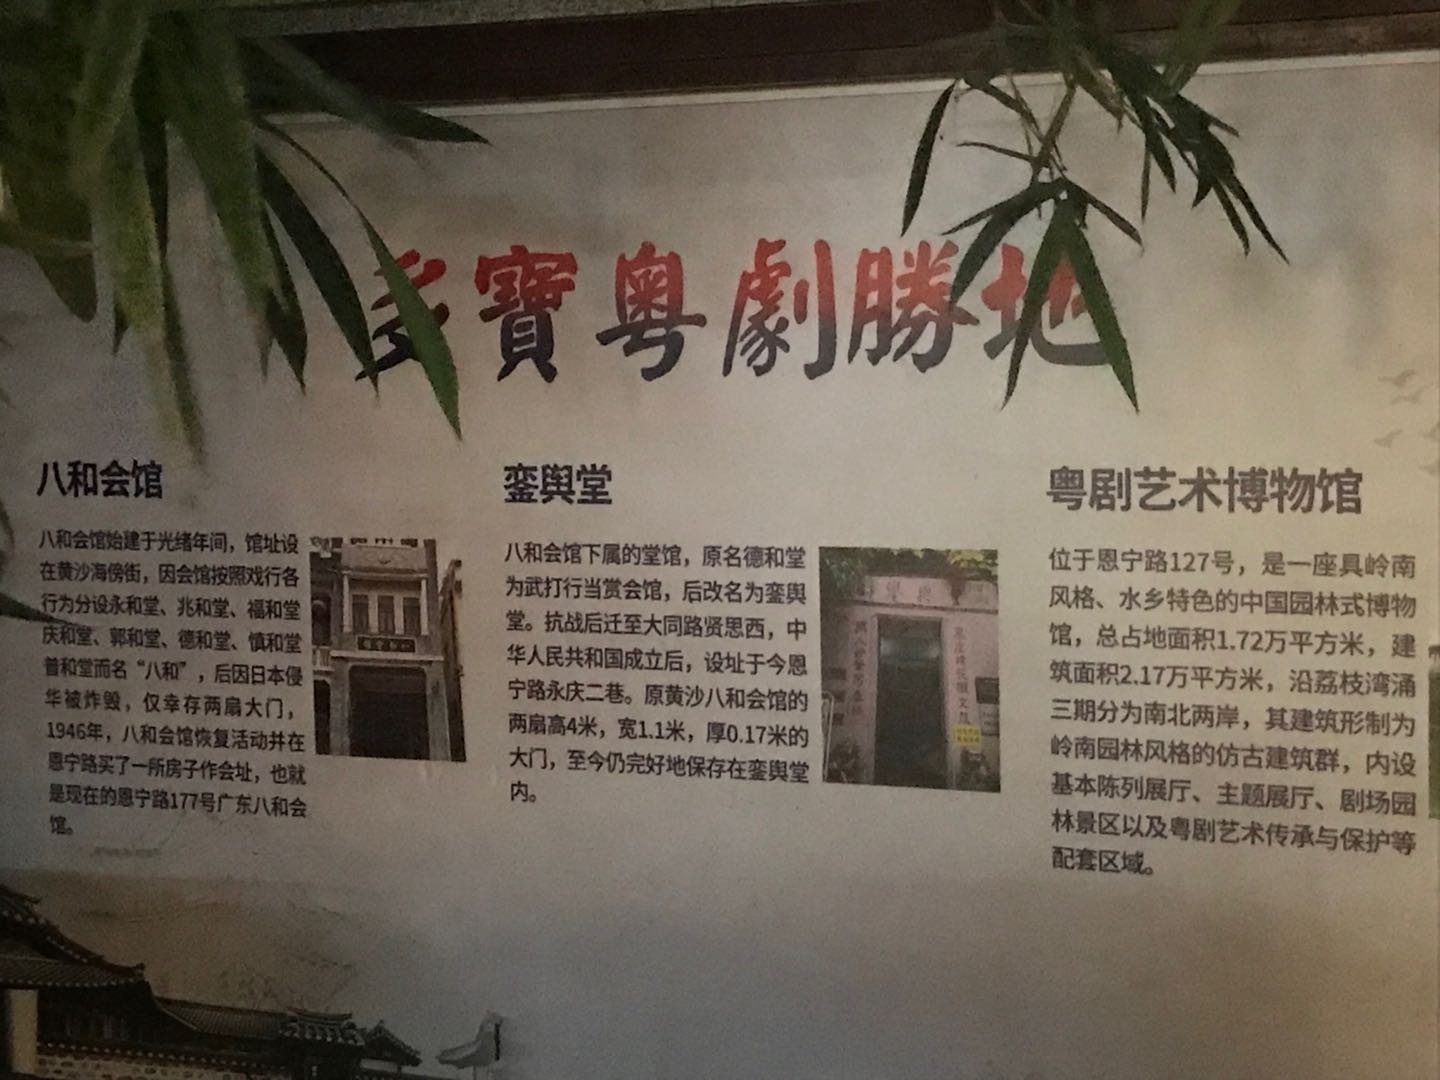 多寶粤劇勝地
八和会馆
八和会馆始建于光绪年间，馆址设
在黄沙海傍街，因会馆按照戏行各
行为分设永和堂、兆和堂、福和堂
庆和堂、郭和堂、德和堂、慎和堂
普和堂而名“八和”，后因日本侵
华被炸毁，仅幸存两扇大门，
1946年，八和会馆恢复活动并在
恩宁路买了一所房子作会址，也就
是现在的恩宁路177号广东八和会
馆。
銮舆堂
八和会馆下属的堂馆，原名德和堂
为武打行当赏会馆，后改名为銮舆
堂。抗战后迁至大同路贤思西，中
华人民共和国成立后，设址于今恩
宁路永庆二巷。原黄沙八和会馆的
两扇高4米，宽1.1米，厚0.17米的
大门，至今仍完好地保存在銮舆堂
内。
粤剧艺术博物馆
位于恩宁路127号，是一座具岭南
风格、水乡特色的中国园林式博物
馆，总占地面积1.72万平方米，建
筑面积2.17万平方米，沿荔枝湾涌
三期分为南北两岸，其建筑形制为
岭南园林风格的仿古建筑群，内设
基本陈列展厅、主题展厅、剧场园
林景区以及粤剧艺术传承与保护等
配套区域。